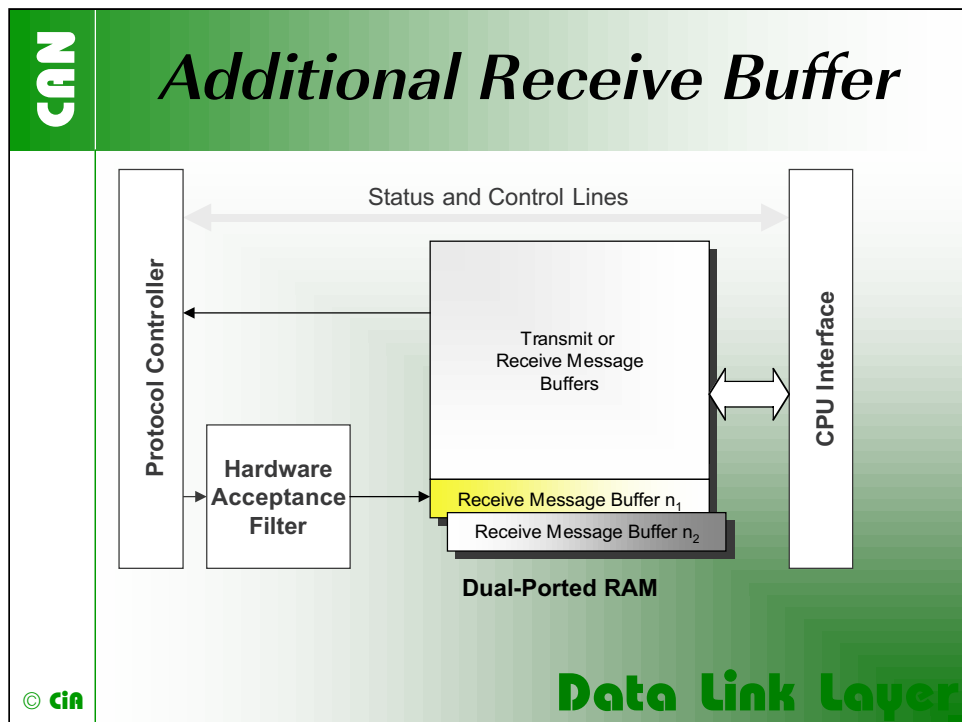 CAN
Additional Receive Buffer
Status and Control Lines
Protocol Controller
Transmit or
Receive Message
Buffers
CPU Interface
Hardware
Acceptance
Filter
Receive Message Buffer n₁
Receive Message Buffer n₂
Dual-Ported RAM
© CiA
Data Link Layer